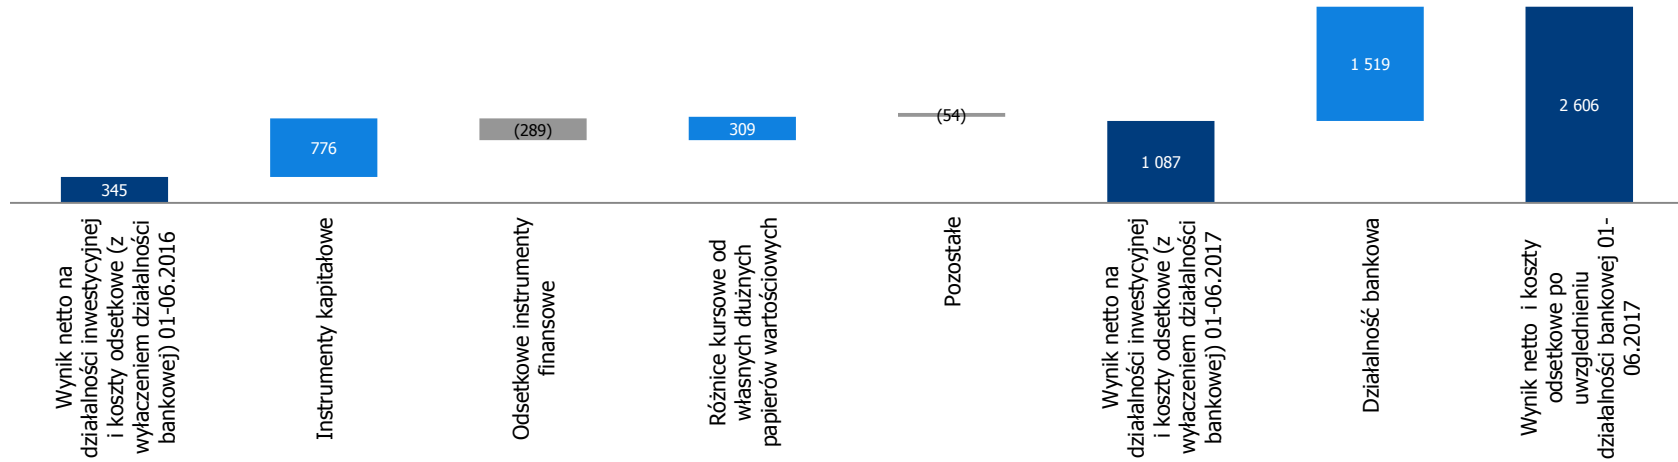 1 519
2 606
(54)
(289)
309
776
1 087
345
Wynik netto na
działalności inwestycyjnej
i koszty odsetkowe (z
wyłaczeniem działalności
bankowej) 01-06.2016
Instrumenty kapitałowe
Odsetkowe instrumenty
finansowe
Różnice kursowe od
własnych dłużnych
papierów wartościowych
Pozostałe
Wynik netto na
działalności inwestycyjnej
i koszty odsetkowe (z
wyłaczeniem działalności
bankowej) 01-06.2017
Działalność bankowa
Wynik netto  i koszty
odsetkowe po
uwzglednieniu
działalności bankowej 01-
06.2017